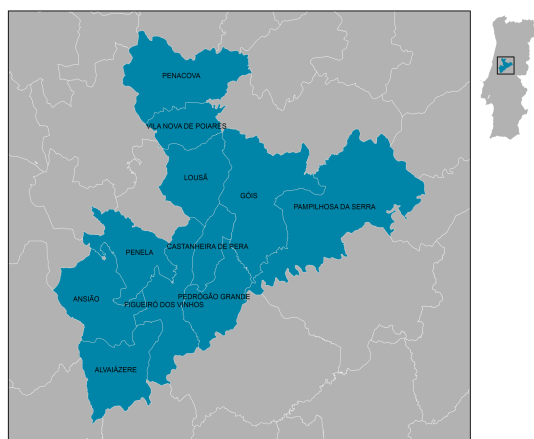 PENACOVA
VILA NOVA DE POIARES
LOUSÃ
GÓIS
PAMPILHOSA DA SERRA
CASTANHEIRA DE PERA
PENELA
PEDRÓGÃO GRANDE
ANSIÃO
FIGUEIRÓ DOS VINHOS
ALVAIÁZERE